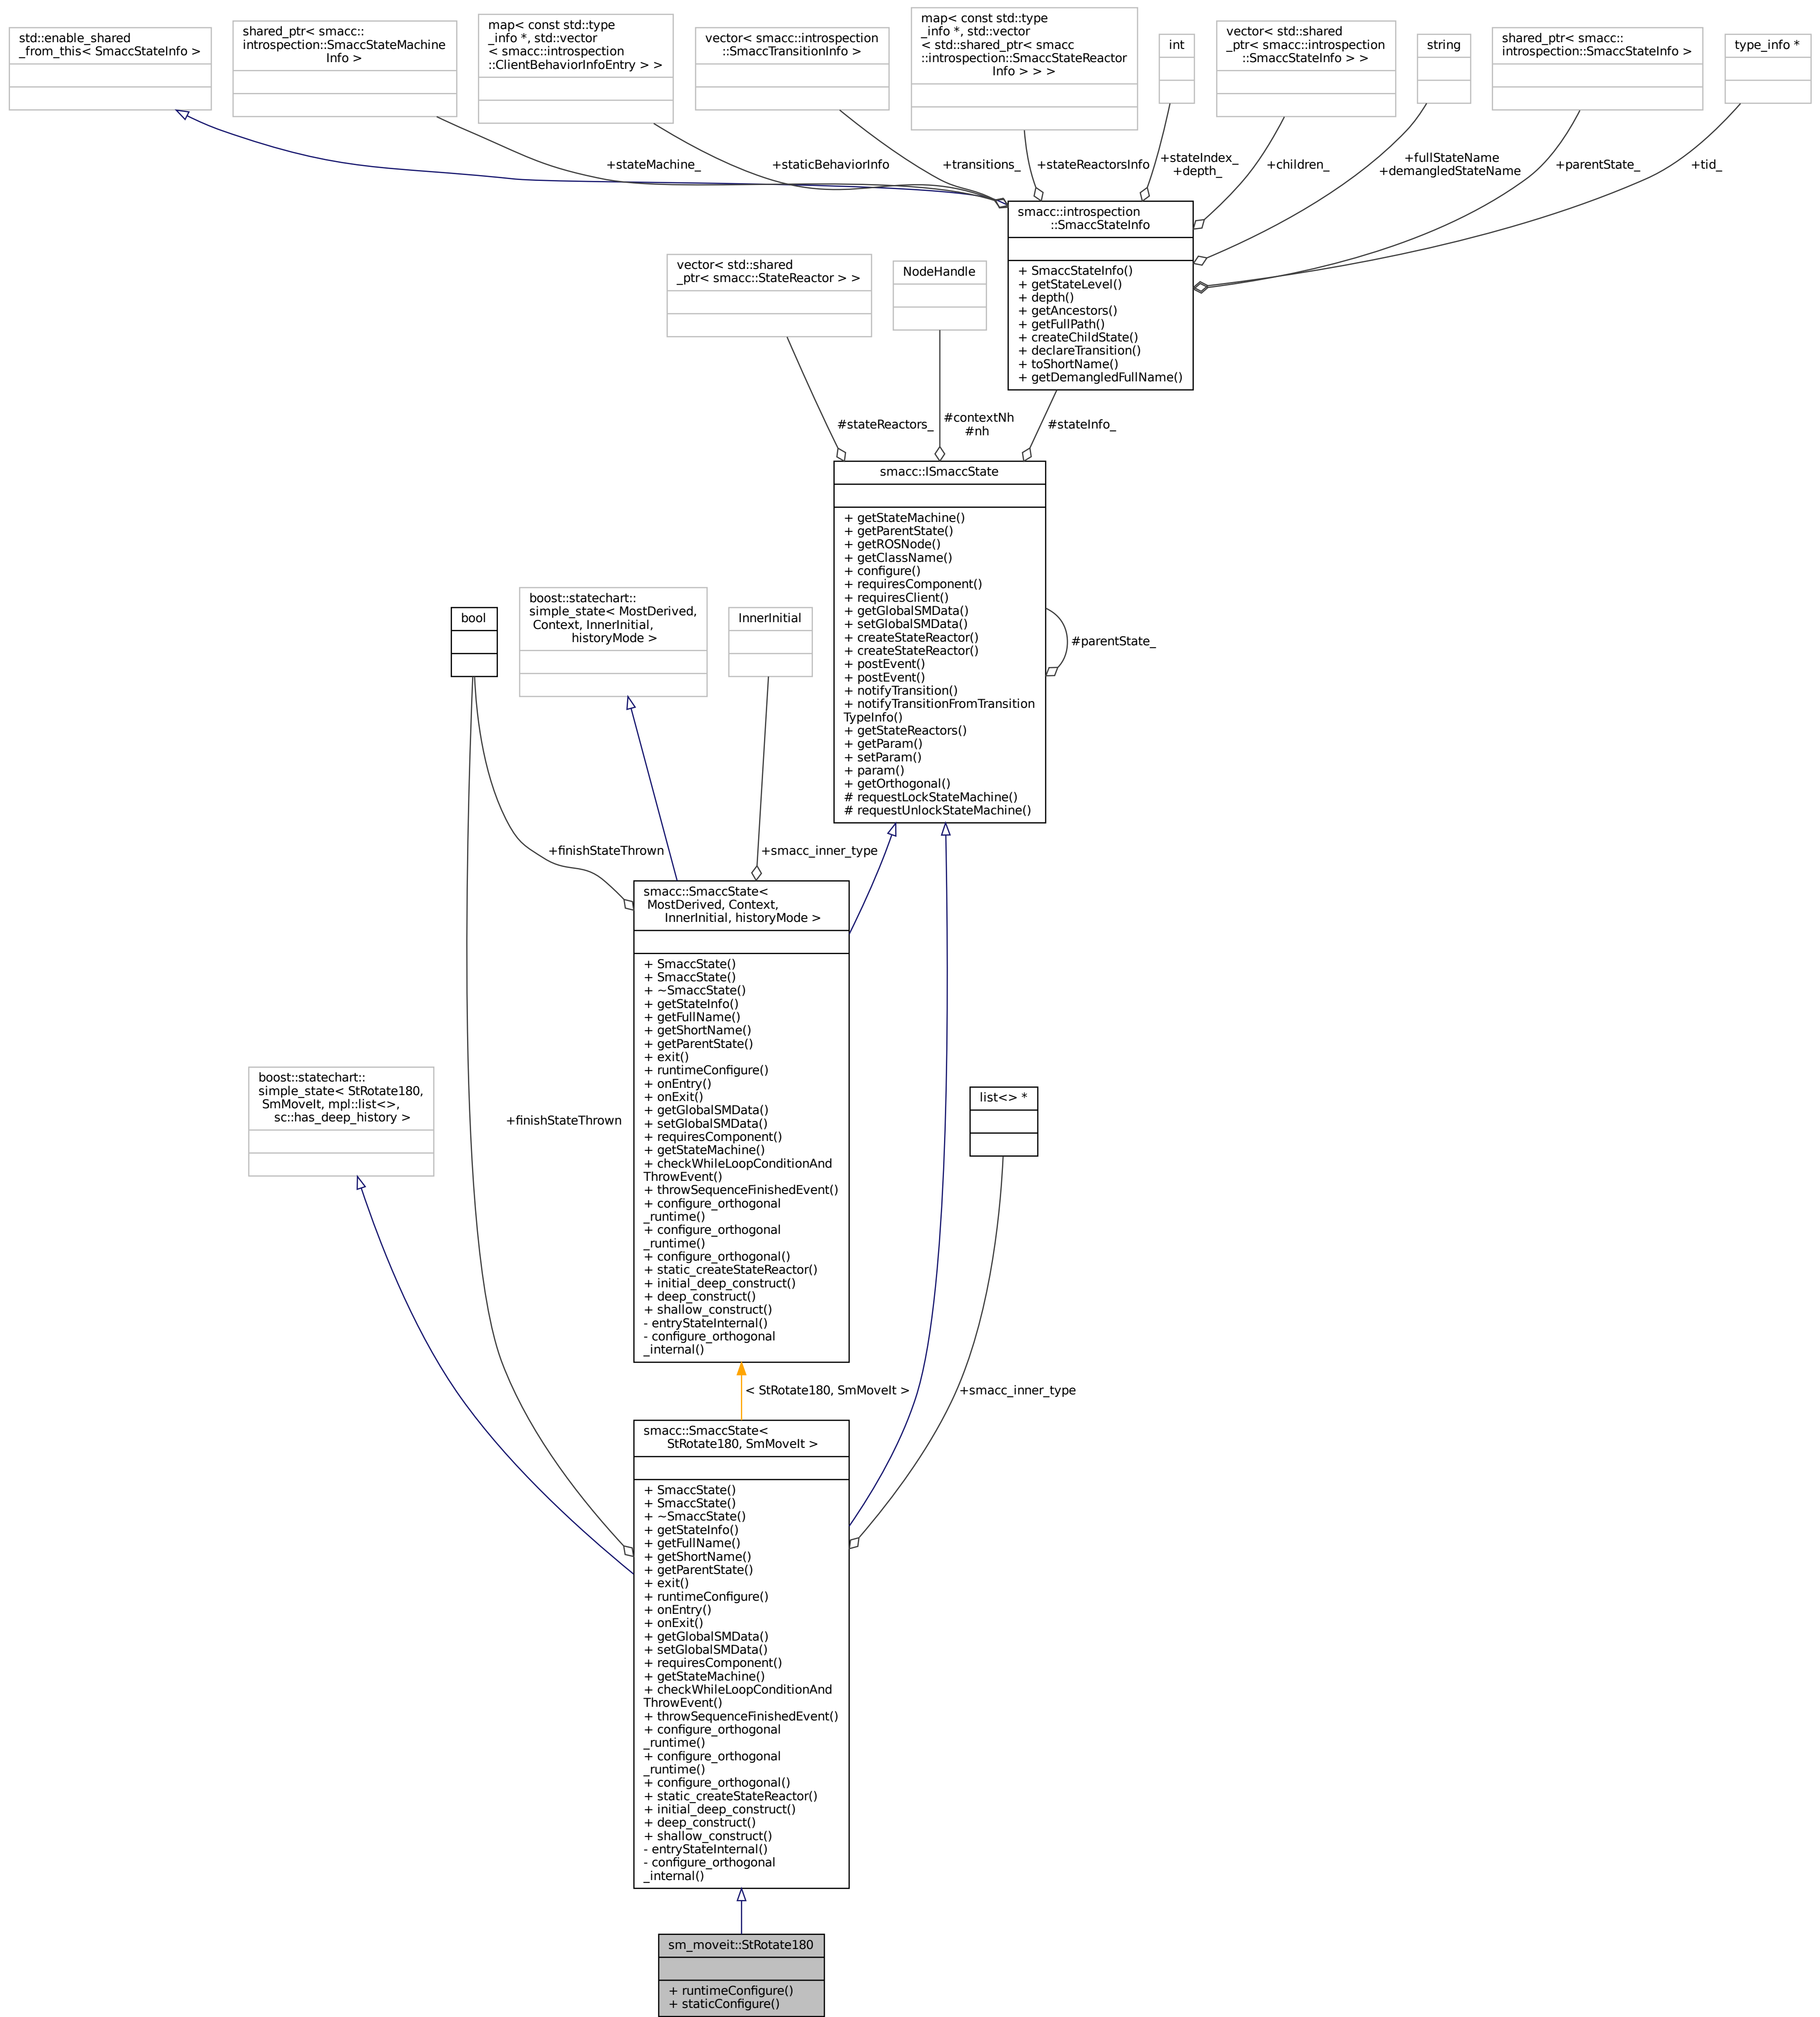 std::enable_shared
_from_this< SmaccStateInfo >
shared_ptr< smacc::
introspection::SmaccStateMachine
Info >
map< const std::type
_info *, std::vector
< smacc::introspection
::ClientBehaviorInfoEntry > >
vector< smacc::introspection
::SmaccTransitionInfo >
map< const std::type
_info *, std::vector
< std::shared_ptr< smacc
::introspection::SmaccStateReactor
Info > > >
int
vector< std::shared
_ptr< smacc::introspection
::SmaccStateInfo > >
string
shared_ptr< smacc::
introspection::SmaccStateInfo >
type_info *
+stateMachine_
+staticBehaviorInfo
+transitions_
+stateReactorsInfo
+stateIndex_
+depth_
+children_
+fullStateName
+demangledStateName
+parentState_
+tid_
smacc::introspection
::SmaccStateInfo
+ SmaccStateInfo()
+ getStateLevel()
+ depth()
+ getAncestors()
+ getFullPath()
+ createChildState()
+ declareTransition()
+ toShortName()
+ getDemangledFullName()
vector< std::shared
_ptr< smacc::StateReactor > >
NodeHandle
#stateReactors_
#contextNh
#nh
#stateInfo_
smacc::ISmaccState
+ getStateMachine()
+ getParentState()
+ getROSNode()
+ getClassName()
+ configure()
+ requiresComponent()
+ requiresClient()
+ getGlobalSMData()
+ setGlobalSMData()
+ createStateReactor()
+ createStateReactor()
+ postEvent()
+ postEvent()
+ notifyTransition()
+ notifyTransitionFromTransition
TypeInfo()
+ getStateReactors()
+ getParam()
+ setParam()
+ param()
+ getOrthogonal()
# requestLockStateMachine()
# requestUnlockStateMachine()
#parentState_
bool
boost::statechart::
simple_state< MostDerived,
Context, InnerInitial,
historyMode >
InnerInitial
+finishStateThrown
+smacc_inner_type
smacc::SmaccState<
MostDerived, Context,
InnerInitial, historyMode >
+ SmaccState()
+ SmaccState()
+ ~SmaccState()
+ getStateInfo()
+ getFullName()
+ getShortName()
+ getParentState()
+ exit()
+ runtimeConfigure()
+ onEntry()
+ onExit()
+ getGlobalSMData()
+ setGlobalSMData()
+ requiresComponent()
+ getStateMachine()
+ checkWhileLoopConditionAnd
ThrowEvent()
+ throwSequenceFinishedEvent()
+ configure_orthogonal
_runtime()
+ configure_orthogonal
_runtime()
+ configure_orthogonal()
+ static_createStateReactor()
+ initial_deep_construct()
+ deep_construct()
+ shallow_construct()
- entryStateInternal()
- configure_orthogonal
_internal()
boost::statechart::
simple_state< StRotate180,
SmMoveIt, mpl::list<>,
sc::has_deep_history >
+finishStateThrown
list<> *
< StRotate180, SmMoveIt >
+smacc_inner_type
smacc::SmaccState<
StRotate180, SmMoveIt >
+ SmaccState()
+ SmaccState()
+ ~SmaccState()
+ getStateInfo()
+ getFullName()
+ getShortName()
+ getParentState()
+ exit()
+ runtimeConfigure()
+ onEntry()
+ onExit()
+ getGlobalSMData()
+ setGlobalSMData()
+ requiresComponent()
+ getStateMachine()
+ checkWhileLoopConditionAnd
ThrowEvent()
+ throwSequenceFinishedEvent()
+ configure_orthogonal
_runtime()
+ configure_orthogonal
_runtime()
+ configure_orthogonal()
+ static_createStateReactor()
+ initial_deep_construct()
+ deep_construct()
+ shallow_construct()
- entryStateInternal()
- configure_orthogonal
_internal()
sm_moveit::StRotate180
+ runtimeConfigure()
+ staticConfigure()